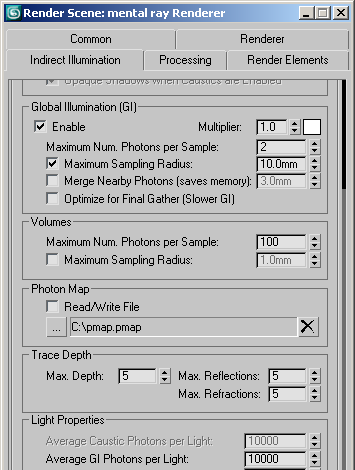 Render Scene: mental ray Renderer
Common Renderer
Indirect Illumination Processing Render Elements
Opaque Shadows when Caustics are Enabled
Global Illumination (GI)
Enable Multiplier: 1.0
Maximum Num. Photons per Sample: 2
Maximum Sampling Radius: 10.0mm
Merge Nearby Photons (saves memory): 3.0mm
Optimize for Final Gather (Slower GI)
Volumes
Maximum Num. Photons per Sample: 100
Maximum Sampling Radius: 1.0mm
Photon Map
Read/Write File
... C:\pmap.pmap
Trace Depth
Max. Depth: 5 Max. Reflections: 5
Max. Refractions: 5
Light Properties
Average Caustic Photons per Light: 10000
Average GI Photons per Light: 10000